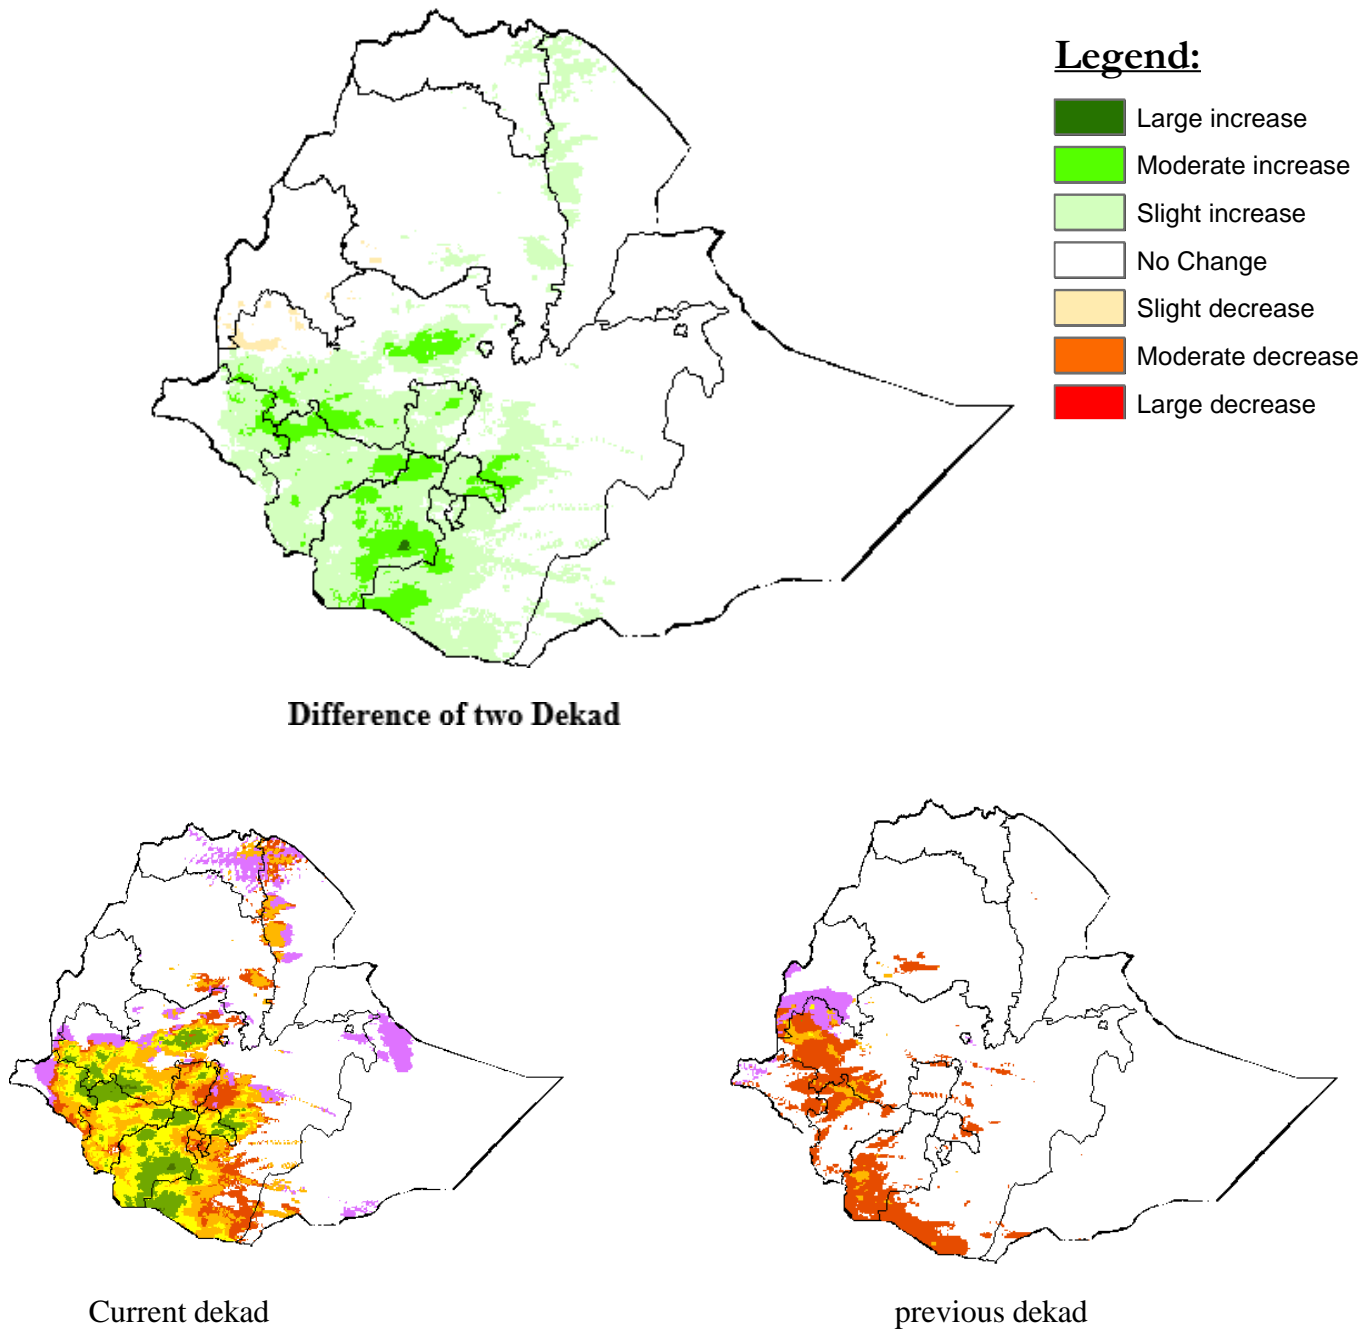 Legend:
Large increase
Moderate increase
Slight increase
No Change
Slight decrease
Moderate decrease
Large decrease
Difference of two Dekad
Current dekad
previous dekad